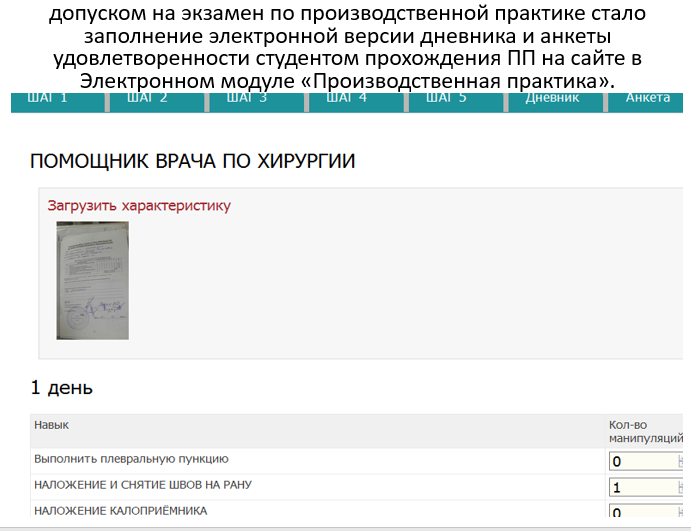 допуском на экзамен по производственной практике стало
заполнение электронной версии дневника и анкеты
удовлетворенности студентом прохождения ПП на сайте в
Электронном модуле «Производственная практика».
ШАГ 1 ШАГ 2 ШАГ 3 ШАГ 4 ШАГ 5 Дневник Анкета
ПОМОЩНИК ВРАЧА ПО ХИРУРГИИ
Загрузить характеристику
1 день
Навык Кол-во
манипуляций
Выполнить плевральную пункцию 0
НАЛОЖЕНИЕ И СНЯТИЕ ШВОВ НА РАНУ 1
НАЛОЖЕНИЕ КАЛОПРИЁМНИКА 0